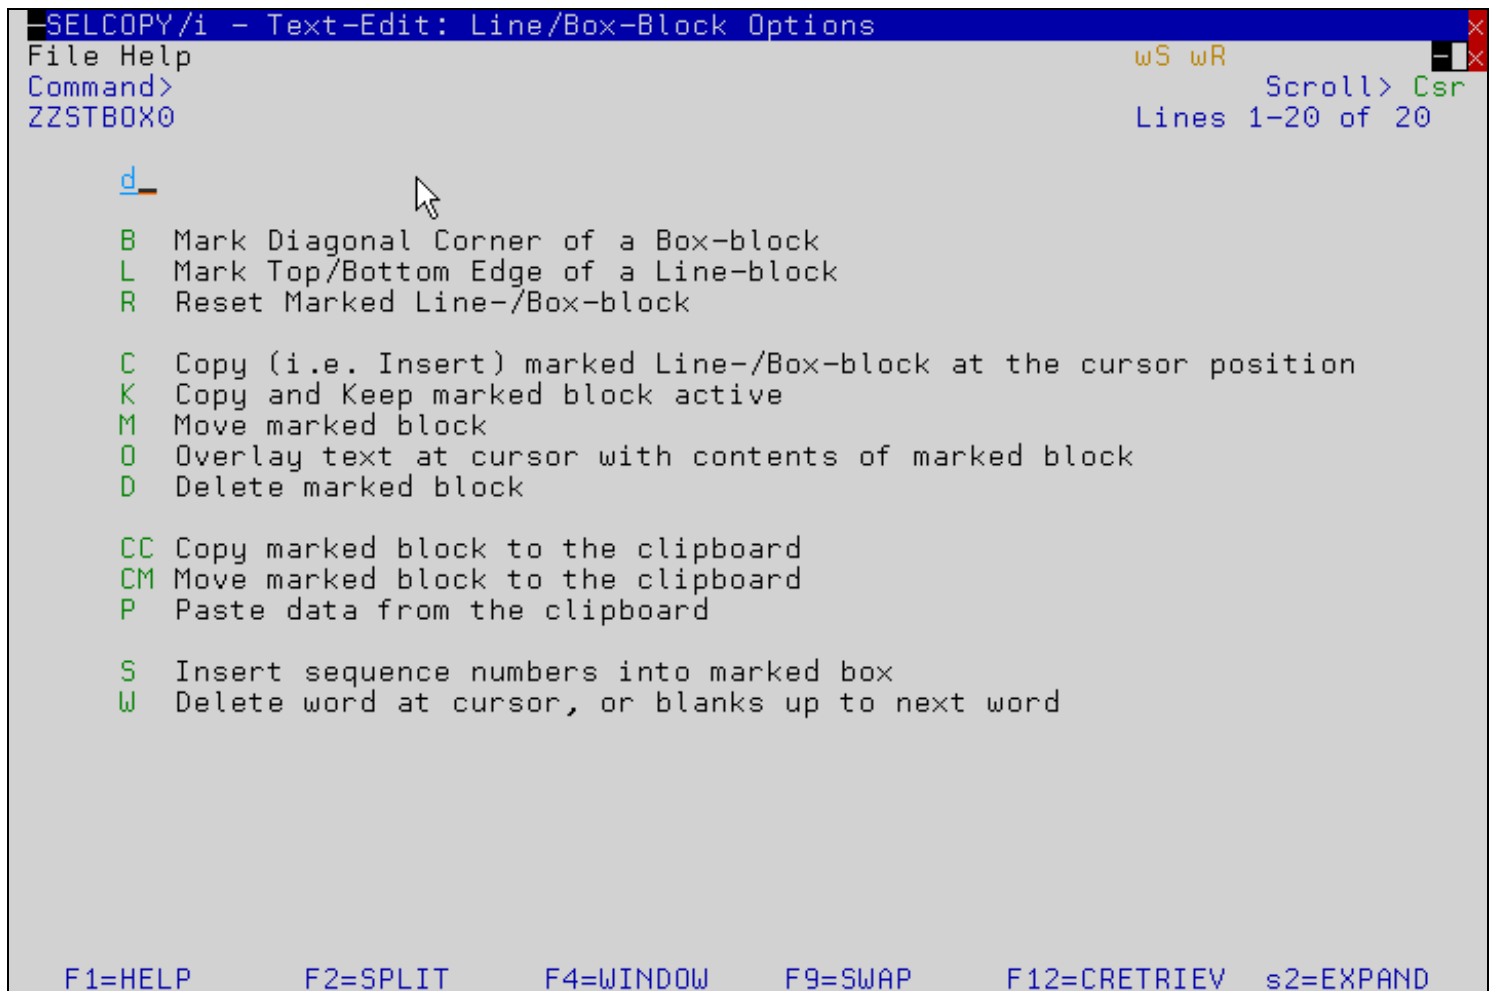 -SELCOPY/i - Text-Edit: Line/Box-Block Options ×
File Help wS wR - ×
Command> Scroll> Csr
ZZSTBOX0 Lines 1-20 of 20
d_
B Mark Diagonal Corner of a Box-block
L Mark Top/Bottom Edge of a Line-block
R Reset Marked Line-/Box-block
C Copy (i.e. Insert) marked Line-/Box-block at the cursor position
K Copy and Keep marked block active
M Move marked block
O Overlay text at cursor with contents of marked block
D Delete marked block
CC Copy marked block to the clipboard
CM Move marked block to the clipboard
P Paste data from the clipboard
S Insert sequence numbers into marked box
W Delete word at cursor, or blanks up to next word
F1=HELP F2=SPLIT F4=WINDOW F9=SWAP F12=CRETRIEV s2=EXPAND